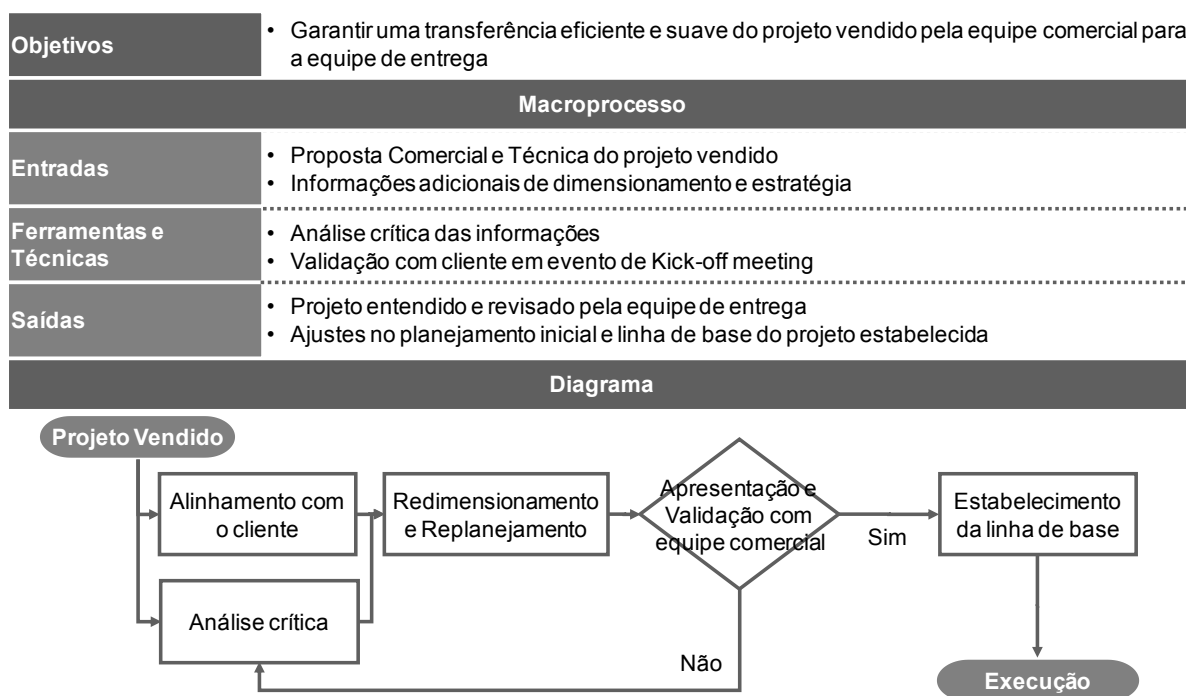 Objetivos
• Garantir uma transferência eficiente e suave do projeto vendido pela equipe comercial para
a equipe de entrega
Macroprocesso
Entradas
• Proposta Comercial e Técnica do projeto vendido
• Informações adicionais de dimensionamento e estratégia
Ferramentas e
Técnicas
• Análise crítica das informações
• Validação com cliente em evento de Kick-off meeting
Saídas
• Projeto entendido e revisado pela equipe de entrega
• Ajustes no planejamento inicial e linha de base do projeto estabelecida
Diagrama
Projeto Vendido
Alinhamento com
o cliente
Redimensionamento
e Replanejamento
Apresentação e
Validação com
equipe comercial
Sim
Estabelecimento
da linha de base
Análise crítica
Não
Execução